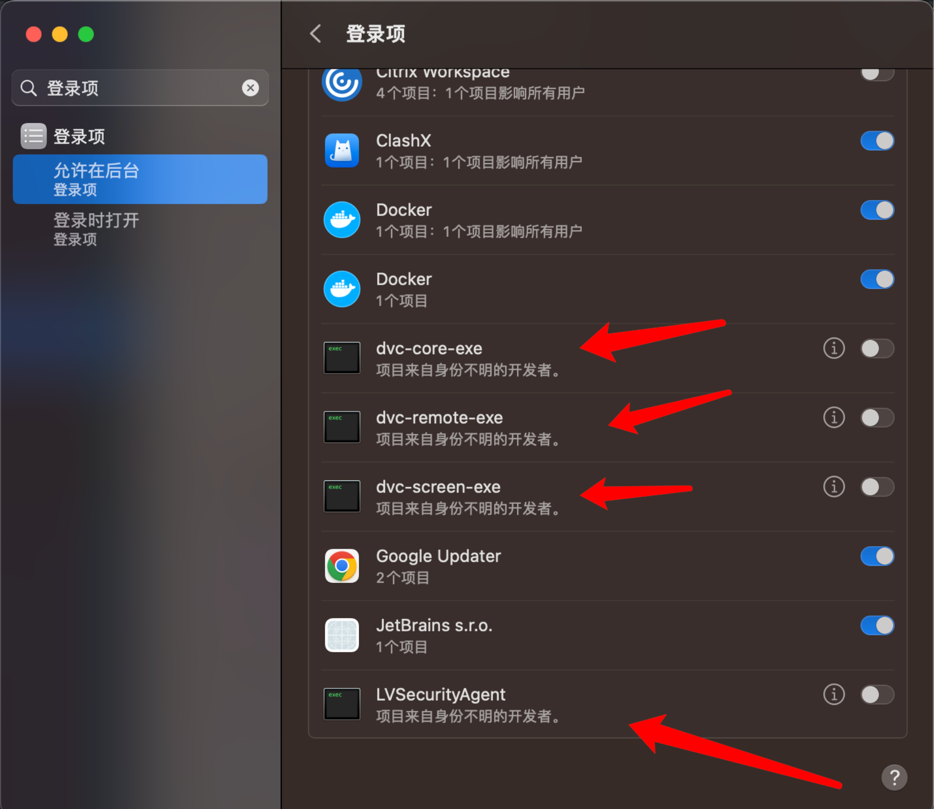 登录项
登录项
登录项
允许在后台
登录项
登录时打开
登录项
Citrix Workspace
4个项目：1个项目影响所有用户
ClashX
1个项目：1个项目影响所有用户
Docker
1个项目：1个项目影响所有用户
Docker
1个项目
exec
dvc-core-exe
项目来自身份不明的开发者。
exec
dvc-remote-exe
项目来自身份不明的开发者。
exec
dvc-screen-exe
项目来自身份不明的开发者。
Google Updater
2个项目
JetBrains s.r.o.
1个项目
exec
LVSecurityAgent
项目来自身份不明的开发者。
?